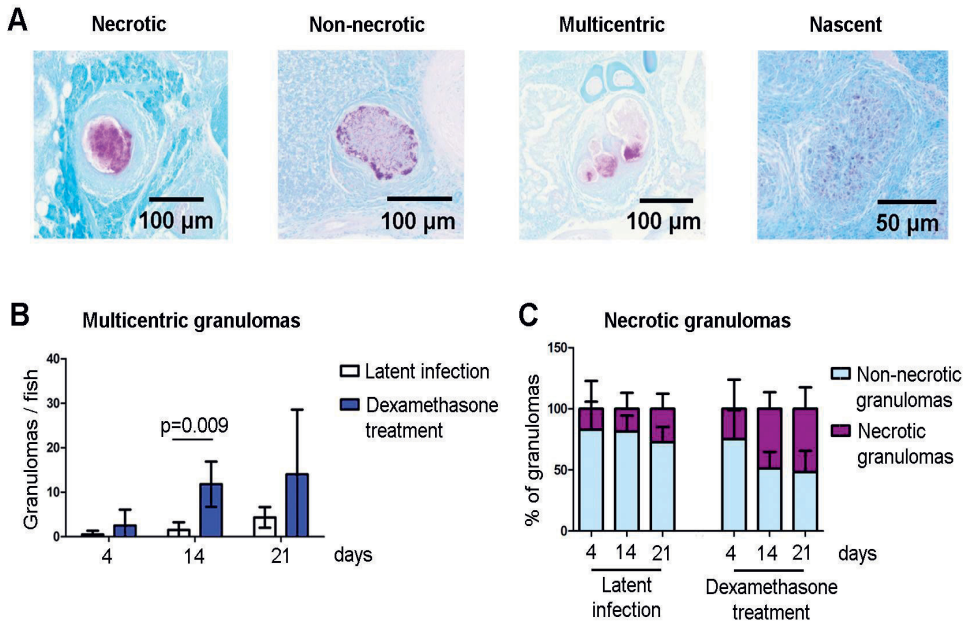 A
Necrotic
Non-necrotic
Multicentric
Nascent
100 µm
100 µm
100 µm
50 µm
B
Multicentric granulomas
Granulomas / fish
40
30
20
10
0
p=0.009
4
14
21
days
Latent infection
Dexamethasone
treatment
C
Necrotic granulomas
% of granulomas
150
100
50
0
4 14 21 4 14 21 days
Latent
infection
Dexamethasone
treatment
Non-necrotic
granulomas
Necrotic
granulomas